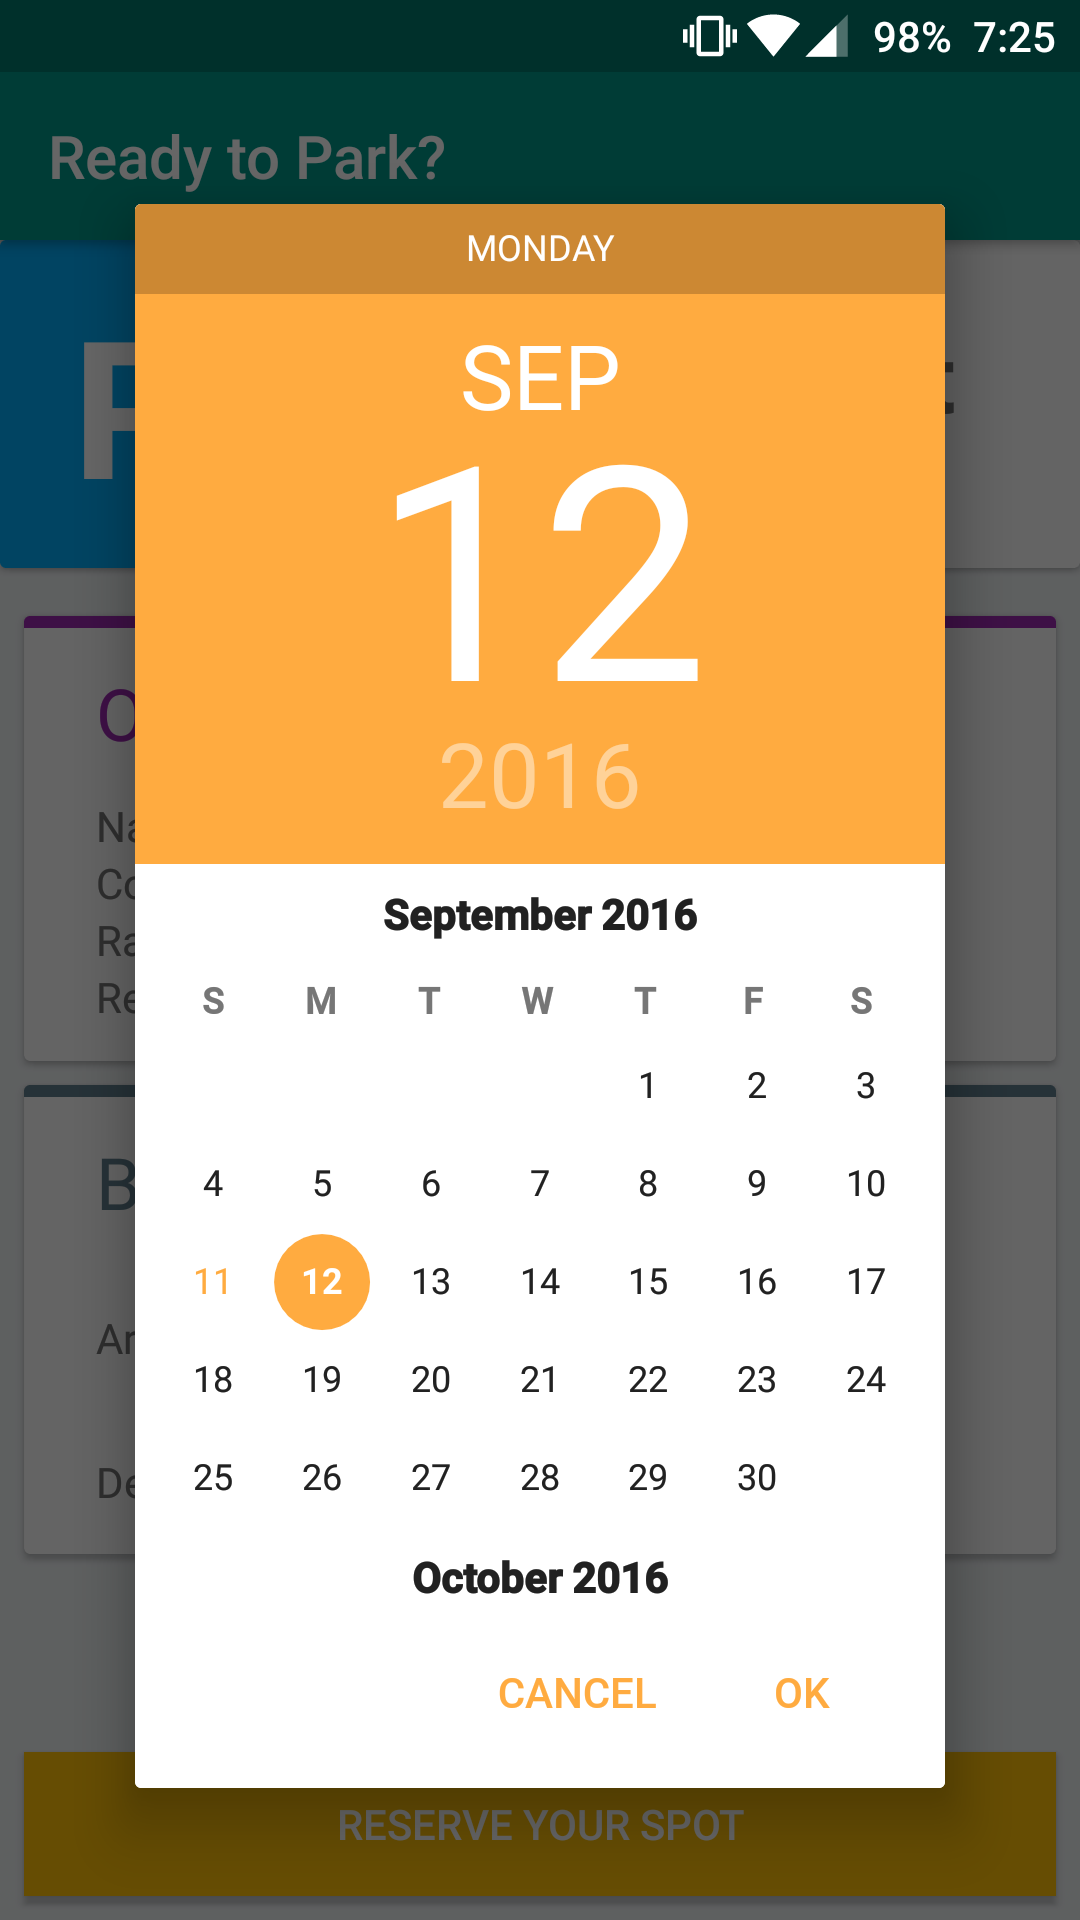 98% 7:25
Ready to Park?
MONDAY
SEP
12
2016
September 2016
S M T W T F S
1 2 3
4 5 6 7 8 9 10
11 12 13 14 15 16 17
18 19 20 21 22 23 24
25 26 27 28 29 30
October 2016
CANCEL OK
RESERVE YOUR SPOT